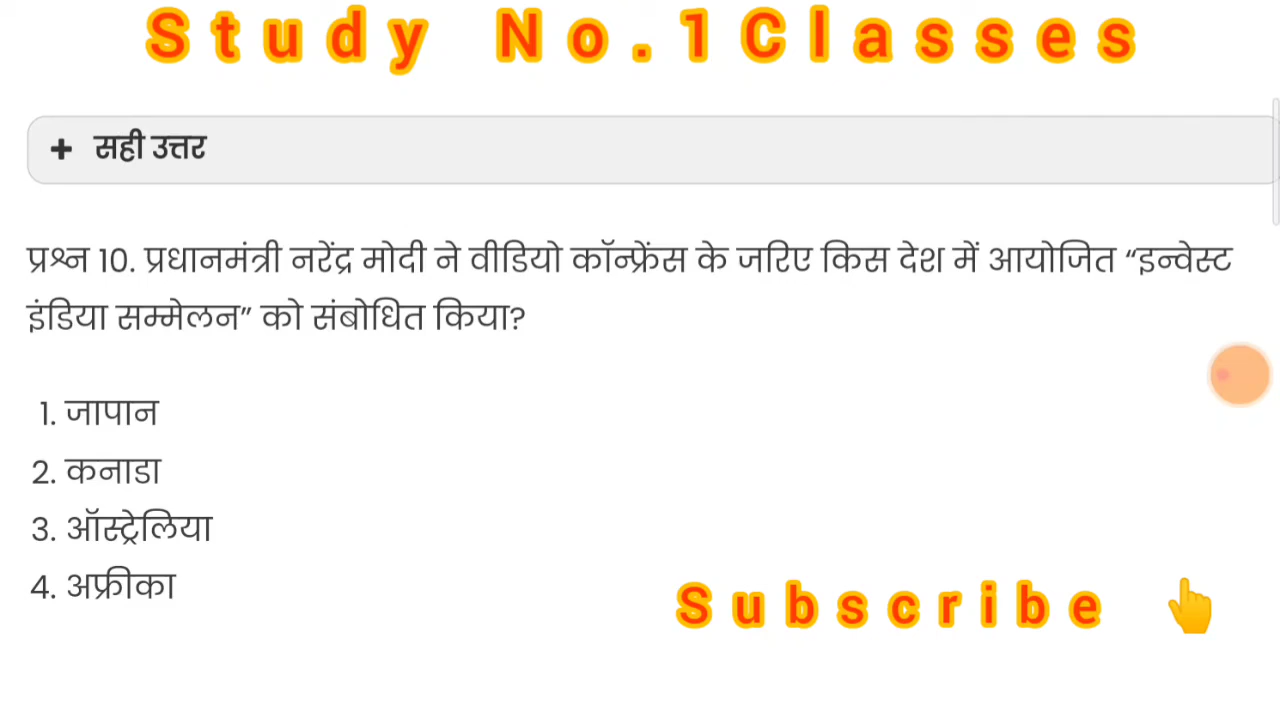 Study No.1Classes
+ सही उत्तर
प्रश्न 10. प्रधानमंत्री नरेंद्र मोदी ने वीडियो कॉन्फ्रेंस के जरिए किस देश में आयोजित “इन्वेस्ट
इंडिया सम्मेलन” को संबोधित किया?
1. जापान
2. कनाडा
3. ऑस्ट्रेलिया
4. अफ्रीका
Subscribe